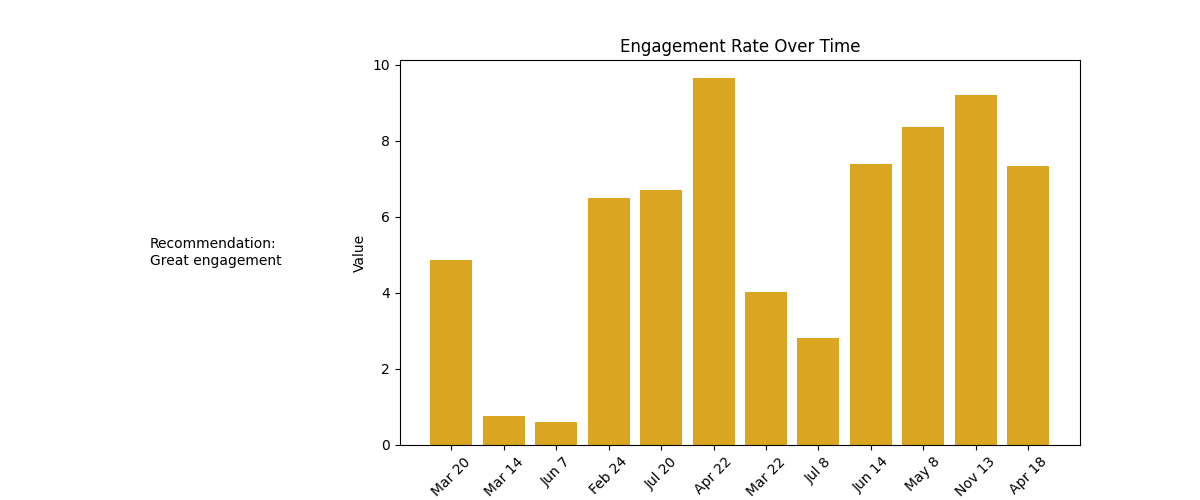 Engagement Rate Over Time
Recommendation:
Great engagement
Value
10
8
6
4
2
0
Mar 20
Mar 14
Jun 7
Feb 24
Jul 20
Apr 22
Mar 22
Jul 8
Jun 14
May 8
Nov 13
Apr 18